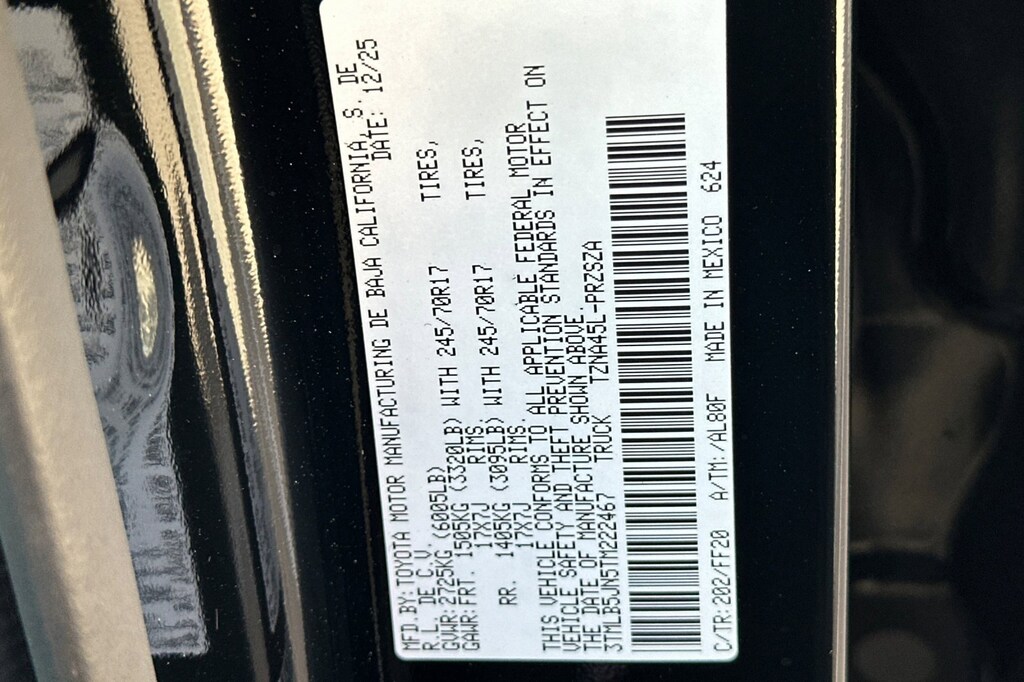 MFD.BY:TOYOTA MOTOR MANUFACTURING DE BAJA CALIFORNIA, S. DE
R.L. DE C.V. DATE: 12/25
GVWR:2725KG (6005LB)
GAWR:FRT. 1505KG (3320LB) WITH 245/70R17 TIRES,
17X7J RIMS.
RR. 1405KG (3095LB) WITH 245/70R17 TIRES,
17X7J RIMS.
THIS VEHICLE CONFORMS TO ALL APPLICABLE FEDERAL MOTOR
VEHICLE SAFETY AND THEFT PREVENTION STANDARDS IN EFFECT ON
THE DATE OF MANUFACTURE SHOWN ABOVE.
3TMLB5JN5TM222467 TRUCK TZNA45L-PRZSZA
C/TR:202/FF20 A/TM:/AL80F MADE IN MEXICO 624